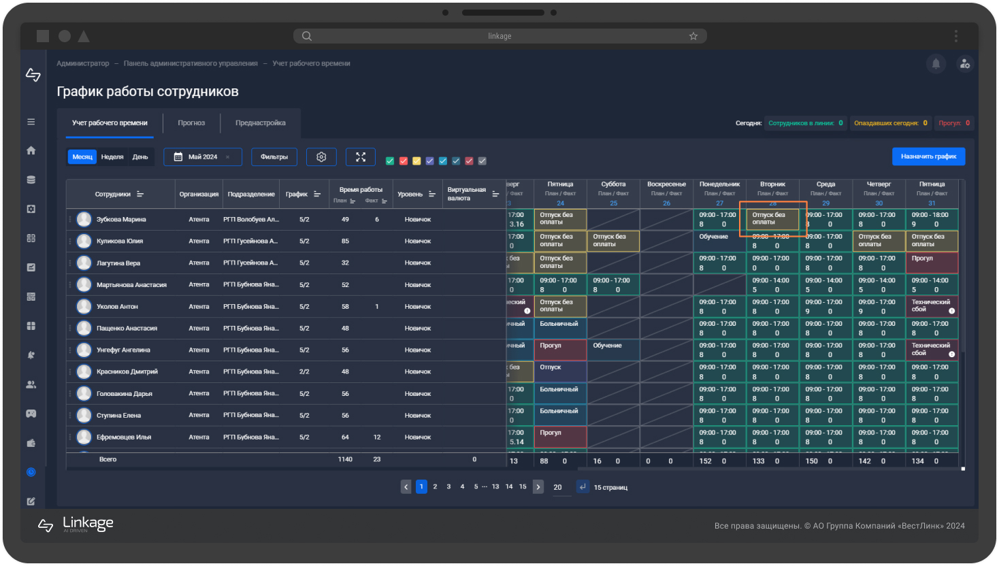 linkage
Администратор – Панель административного управления – Учет рабочего времени
График работы сотрудников
Учет рабочего времени Прогноз Преднастройка
Сегодня: Сотрудников в линии: 0 Опаздавших сегодня: 0 Прогул: 0
Месяц Неделя День Май 2024 × Фильтры Назначить график
Сотрудники Организация Подразделение График Время работы План Факт Уровень Виртуальная валюта
верг Пятница Суббота Воскресенье Понедельник Вторник Среда Четверг Пятница
/ Факт План / Факт План / Факт План / Факт План / Факт План / Факт План / Факт План / Факт План / Факт
3 24 25 26 27 28 29 30 31
Зубкова Марина Атента РГП Волобуев Ал... 5/2 49 6 Новичок
17:00 Отпуск без оплаты 09:00 - 17:00 Отпуск без оплаты 09:00 - 17:00 09:00 - 17:00 09:00 - 18:00
3.16 8 0 8 0 8 0 9 0
Куликова Юлия Атента РГП Гусейнова А... 5/2 85 Новичок
17:00 Отпуск без оплаты Отпуск без оплаты Обучение 09:00 - 17:00 09:00 - 17:00 Отпуск без оплаты Отпуск без оплаты
0 8 0 8 0
Лагутина Вера Атента РГП Гусейнова А... 5/2 32 Новичок
без Отпуск без оплаты 09:00 - 17:00 09:00 - 17:00 09:00 - 17:00 09:00 - 17:00 Прогул
ы 8 0 0 0 8 0 8 0
Мартьянова Анастасия Атента РГП Бубнова Яна... 5/2 52 Новичок
17:00 09:00 - 17:00 09:00 - 17:00 09:00 - 14:00 09:00 - 14:00 09:00 - 14:00 09:00 - 14:00
0 8 0 8 0 5 0 5 0 5 0 5 0
Уколов Антон Атента РГП Бубнова Яна... 5/2 58 1 Новичок
еский Отпуск без оплаты 09:00 - 17:00 09:00 - 17:00 09:00 - 17:00 09:00 - 17:00 Технический сбой
8 0 8 0 9 0 9 0
Пащенко Анастасия Атента РГП Бубнова Яна... 5/2 48 Новичок
ичный Больничный 09:00 - 17:00 09:00 - 17:00 09:00 - 17:00 09:00 - 17:00 09:00 - 17:00
8 0 8 0 8 0 8 0 8 0
Унгефуг Ангелина Атента РГП Бубнова Яна... 5/2 56 Новичок
ичный Прогул Обучение 09:00 - 17:00 09:00 - 17:00 09:00 - 17:00 09:00 - 17:00 Технический сбой
8 0 8 0 8 0 8 0
Красников Дмитрий Атента РГП Бубнова Яна... 2/2 48 Новичок
без Отпуск 09:00 - 17:00 09:00 - 17:00 09:00 - 17:00 09:00 - 17:00 09:00 - 17:00
ы 8 0 8 0 8 0 8 0 8 0
Головакина Дарья Атента РГП Бубнова Яна... 5/2 56 Новичок
17:00 Больничный 09:00 - 17:00 09:00 - 17:00 09:00 - 17:00 09:00 - 17:00 09:00 - 17:00
0 8 0 8 0 8 0 8 0 8 0
Ступина Елена Атента РГП Бубнова Яна... 5/2 56 Новичок
17:00 Больничный 09:00 - 17:00 09:00 - 17:00 09:00 - 17:00 09:00 - 17:00 09:00 - 17:00
0 8 0 8 0 8 0 8 0 8 0
Ефремовцев Илья Атента РГП Бубнова Яна... 5/2 64 12 Новичок
17:00 Прогул 09:00 - 17:00 09:00 - 17:00 09:00 - 17:00 09:00 - 17:00 09:00 - 17:00
5.14 8 0 8 0 8 0 8 0 8 0
Всего 1140 23 0 13 88 0 16 0 0 0 152 0 133 0 150 0 142 0 134 0
1 2 3 4 5 ... 13 14 15 20 15 страниц
Linkage
AI DRIVEN
Все права защищены. © АО Группа Компаний «ВестЛинк» 2024